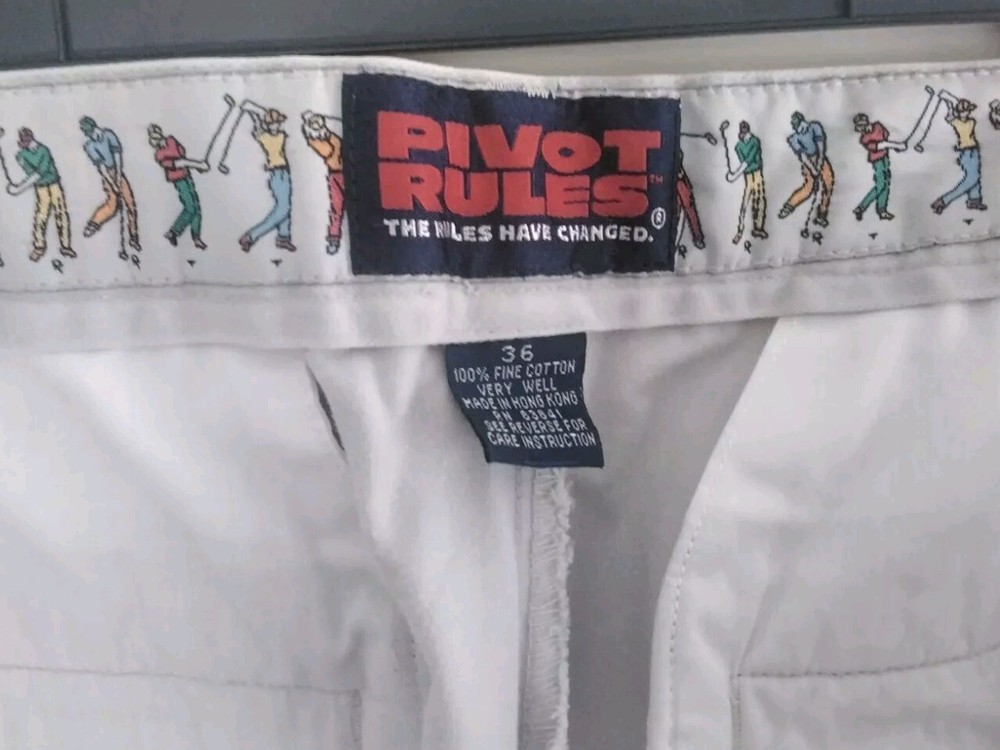 PIVOT
RULES™
THE RULES HAVE CHANGED.®
36
100% FINE COTTON
VERY WELL
MADE IN HONG KONG
RN 63841
SEE REVERSE FOR
CARE INSTRUCTION